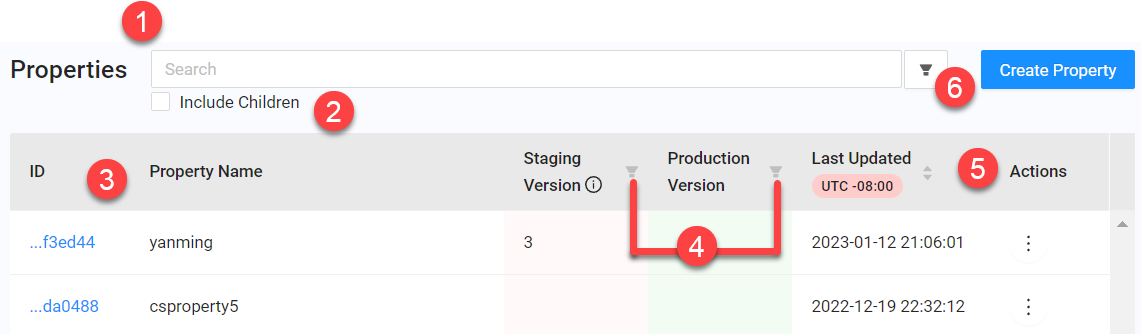 1
Properties
Search
6
Create Property
Include Children
2
ID
3
Property Name
Staging
Version
Production
Version
Last Updated
UTC -08:00
5
Actions
...f3ed44
yanming
3
4
2023-01-12 21:06:01
...da0488
csproperty5
2022-12-19 22:32:12